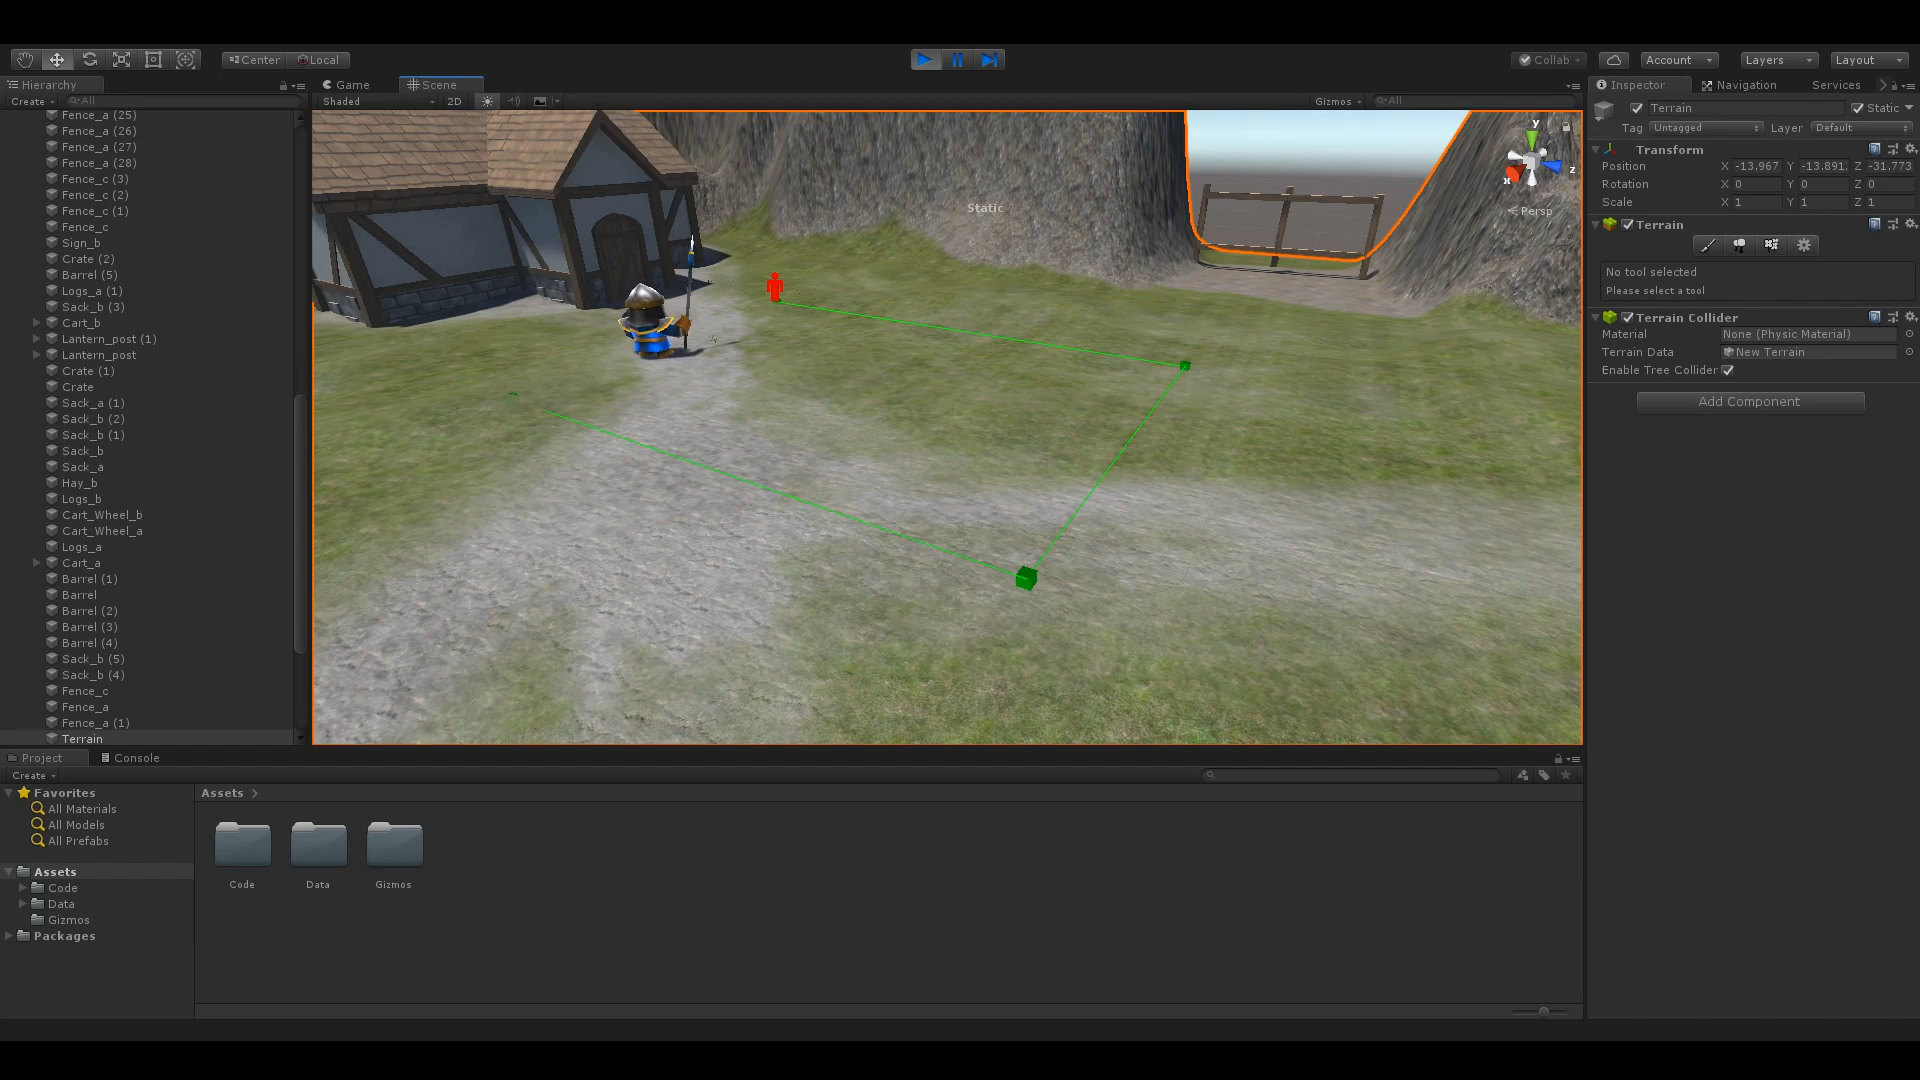 Center
Local
Collab
Account
Layers
Layout
Hierarchy
Create
All
Fence_a (25)
Fence_a (26)
Fence_a (27)
Fence_a (28)
Fence_c (3)
Fence_c (2)
Fence_c (1)
Fence_c
Sign_b
Crate (2)
Barrel (5)
Logs_a (1)
Sack_b (3)
Cart_b
Lantern_post (1)
Lantern_post
Crate (1)
Crate
Sack_a (1)
Sack_b (2)
Sack_b (1)
Sack_b
Sack_a
Hay_b
Logs_b
Cart_Wheel_b
Cart_Wheel_a
Logs_a
Cart_a
Barrel (1)
Barrel
Barrel (2)
Barrel (3)
Barrel (4)
Sack_b (5)
Sack_b (4)
Fence_c
Fence_a
Fence_a (1)
Terrain
Game
Scene
Shaded
2D
Gizmos
All
Static
y
z
x
Persp
Inspector
Navigation
Services
Terrain
Static
Tag Untagged
Layer Default
Transform
Position X -13.967 Y -13.891 Z -31.773
Rotation X 0 Y 0 Z 0
Scale X 1 Y 1 Z 1
Terrain
No tool selected
Please select a tool
Terrain Collider
Material None (Physic Material)
Terrain Data New Terrain
Enable Tree Collider
Add Component
Project
Console
Create
Favorites
All Materials
All Models
All Prefabs
Assets
Code
Data
Gizmos
Packages
Assets
Code
Data
Gizmos